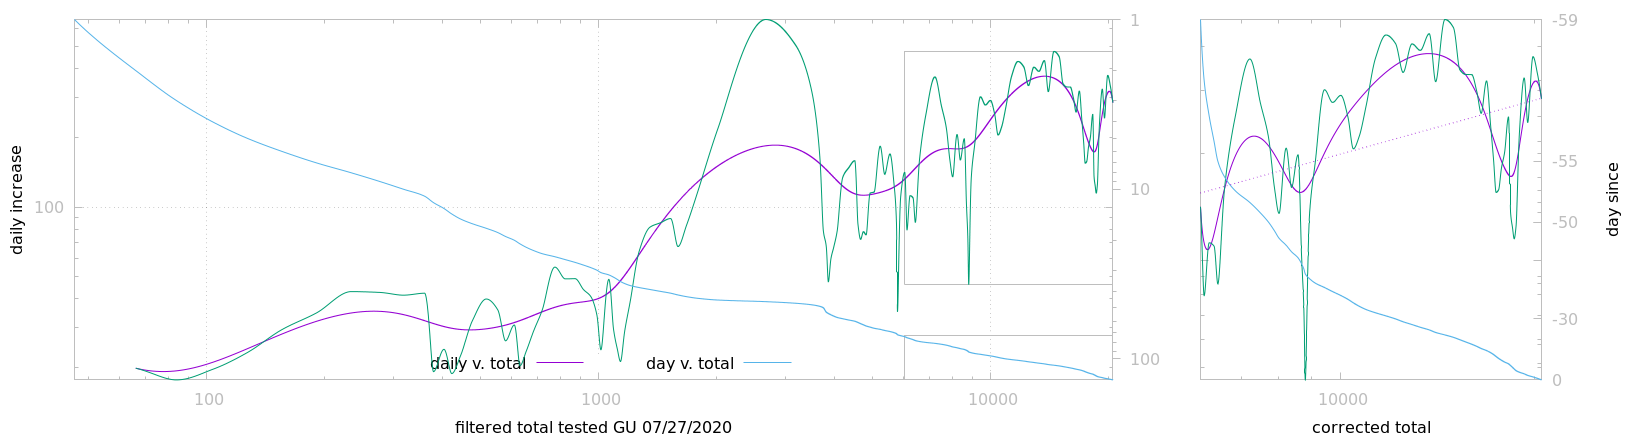 daily increase
100
100
1000
10000
1
10
100
daily v. total
day v. total
filtered total tested GU 07/27/2020
10000
corrected total
-59
-55
-50
-30
0
day since